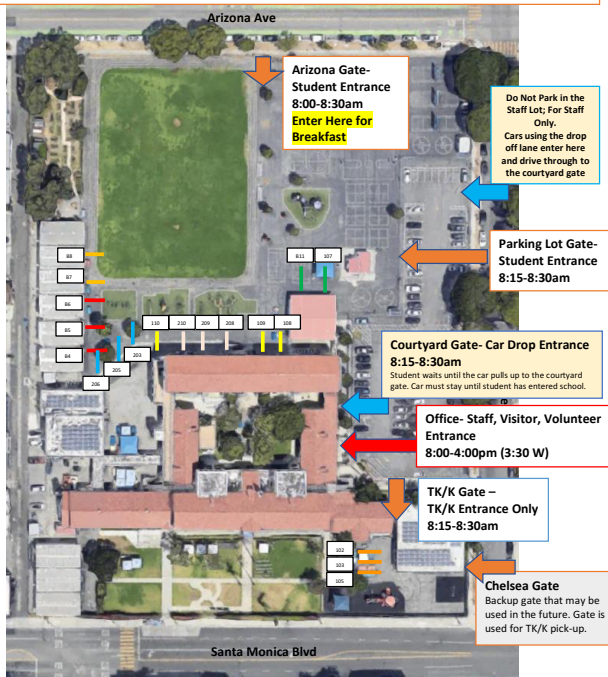 Arizona Ave
Arizona Gate-
Student Entrance
8:00-8:30am
Enter Here for
Breakfast
Do Not Park in the
Staff Lot; For Staff
Only.
Cars using the drop
off lane enter here
and drive through to
the courtyard gate
Parking Lot Gate-
Student Entrance
8:15-8:30am
B8
B7
B6
B5
B4
B11
107
110
210
209
208
109
108
203
205
206
Courtyard Gate- Car Drop Entrance
8:15-8:30am
Student waits until the car pulls up to the courtyard
gate. Car must stay until student has entered school.
Office- Staff, Visitor, Volunteer
Entrance
8:00-4:00pm (3:30 W)
TK/K Gate –
TK/K Entrance Only
8:15-8:30am
102
103
105
Chelsea Gate
Backup gate that may be
used in the future. Gate is
used for TK/K pick-up.
Santa Monica Blvd